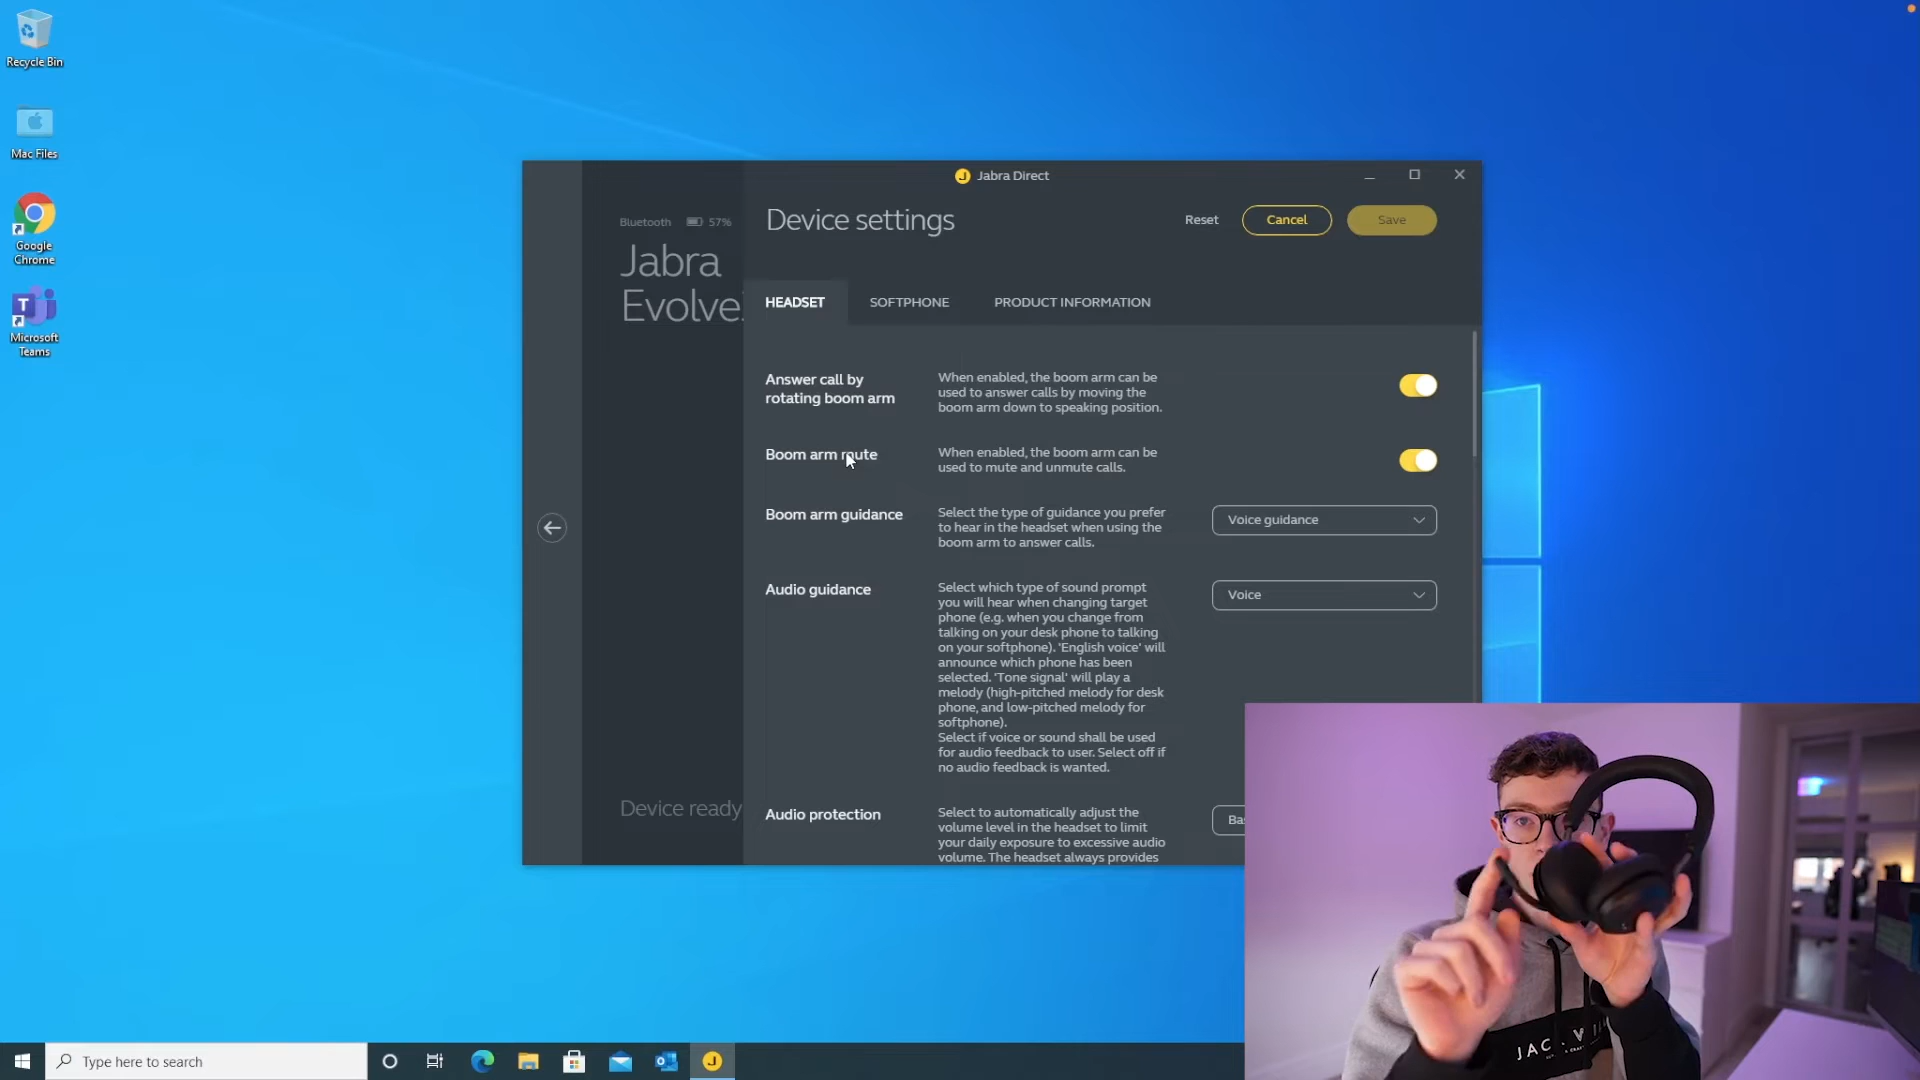 Recycle Bin
Mac Files
Google
Chrome
Microsoft
Teams
Jabra Direct
Bluetooth 57%
Jabra
Evolve
Device ready
Device settings
Reset
Cancel
Save
HEADSET
SOFTPHONE
PRODUCT INFORMATION
Answer call by
rotating boom arm
When enabled, the boom arm can be
used to answer calls by moving the
boom arm down to speaking position.
Boom arm mute
When enabled, the boom arm can be
used to mute and unmute calls.
Boom arm guidance
Select the type of guidance you prefer
to hear in the headset when using the
boom arm to answer calls.
Voice guidance
Audio guidance
Select which type of sound prompt
you will hear when changing target
phone (e.g. when you change from
talking on your desk phone to talking
on your softphone). 'English voice' will
announce which phone has been
selected. 'Tone signal' will play a
melody (high-pitched melody for desk
phone, and low-pitched melody for
softphone).
Select if voice or sound shall be used
for audio feedback to user. Select off if
no audio feedback is wanted.
Voice
Audio protection
Select to automatically adjust the
volume level in the headset to limit
your daily exposure to excessive audio
volume. The headset always provides
Bas
Type here to search